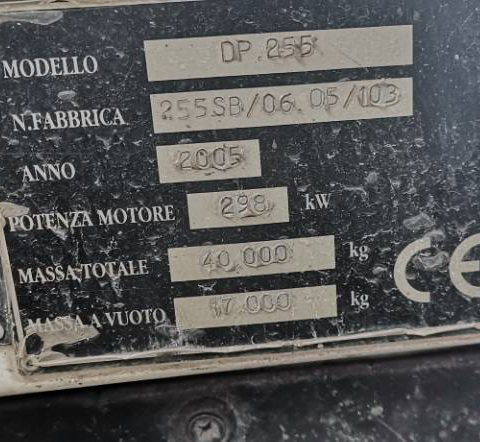 MODELLO DP.255
N.FABBRICA 255SB/06.05/103
ANNO 2005
POTENZA MOTORE 298 kW
MASSA TOTALE 40.000 kg
MASSA A VUOTO 17.000 kg
CE